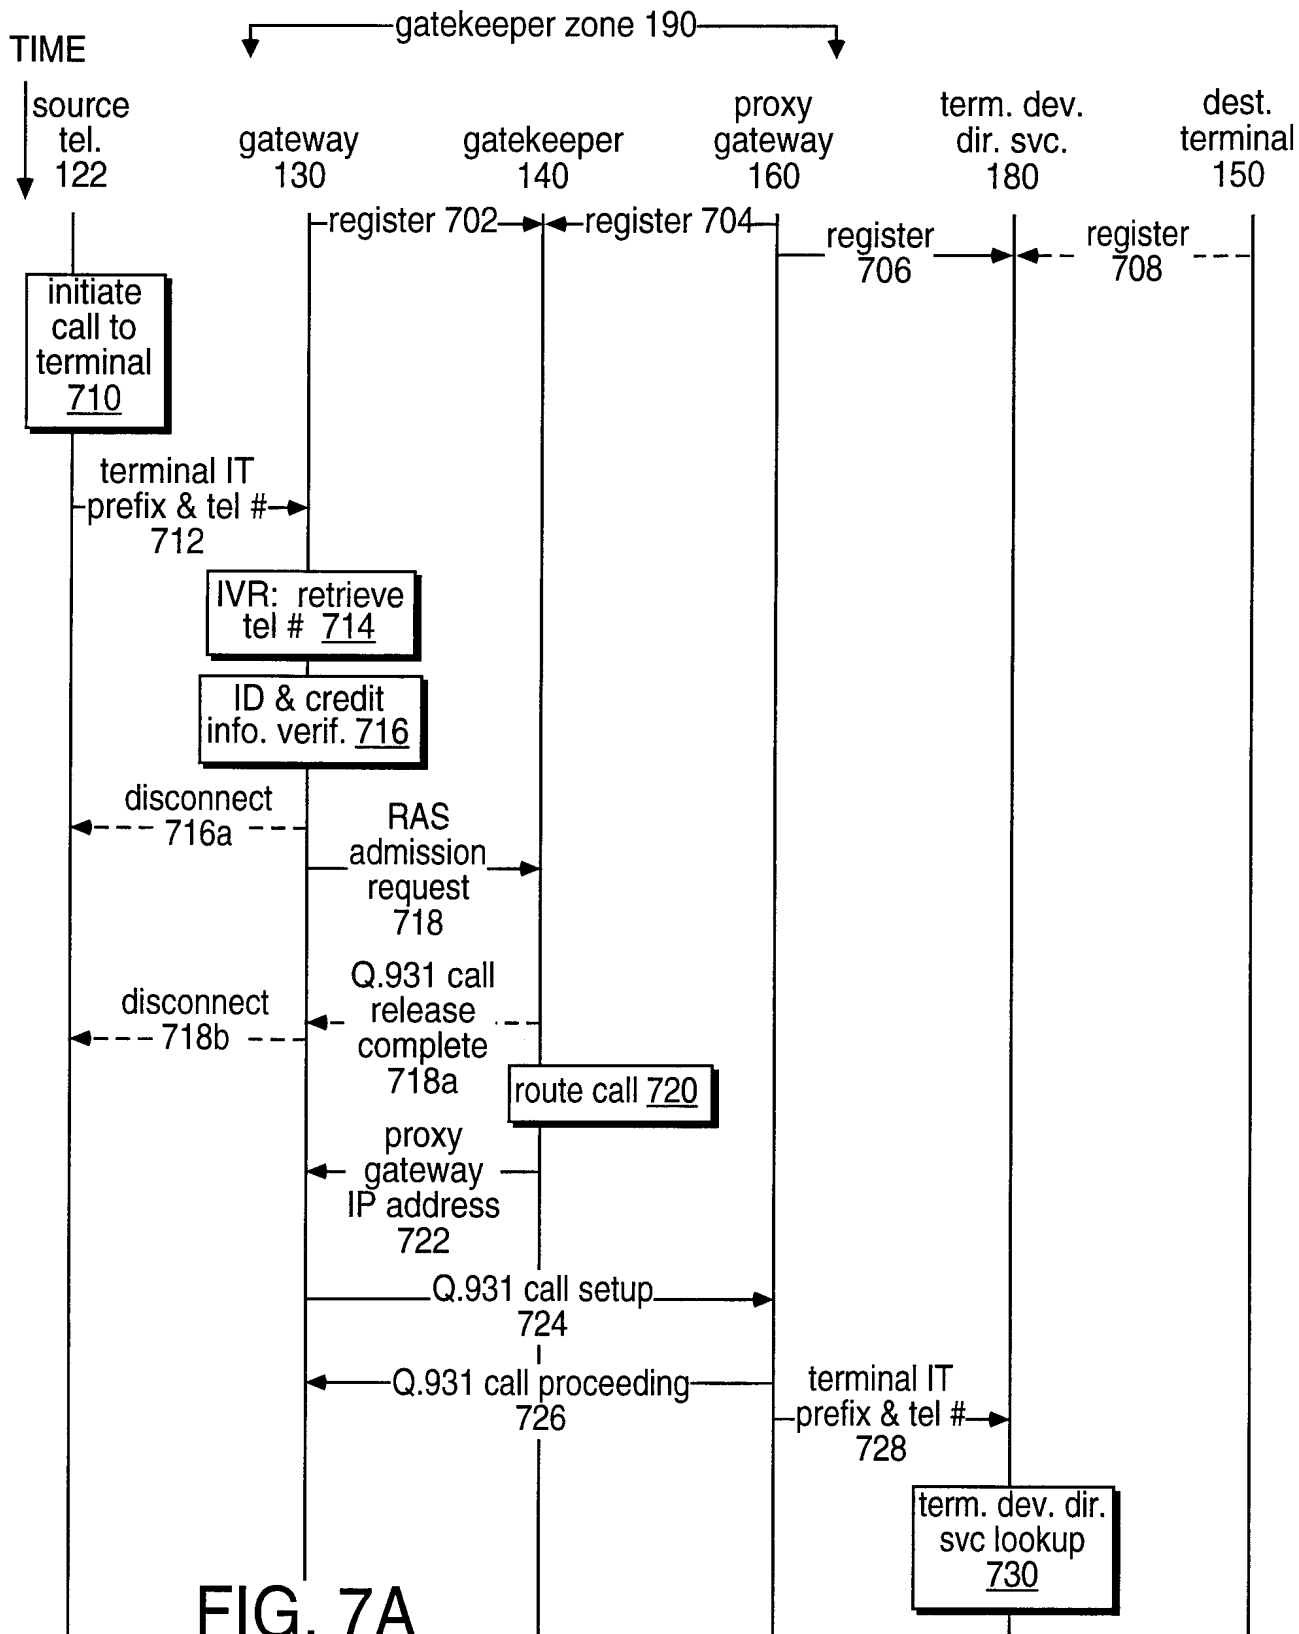 gatekeeper zone 190
TIME
source
tel.
122
gateway
130
gatekeeper
140
proxy
gateway
160
term. dev.
dir. svc.
180
dest.
terminal
150
register 702
register 704
register
706
register
708
initiate
call to
terminal
710
terminal IT
prefix & tel #
712
IVR: retrieve
tel # 714
ID & credit
info. verif. 716
disconnect
716a
RAS
admission
request
718
Q.931 call
release
complete
718a
disconnect
718b
route call 720
proxy
gateway
IP address
722
Q.931 call setup
724
Q.931 call proceeding
726
terminal IT
prefix & tel #
728
term. dev. dir.
svc lookup
730
FIG. 7A